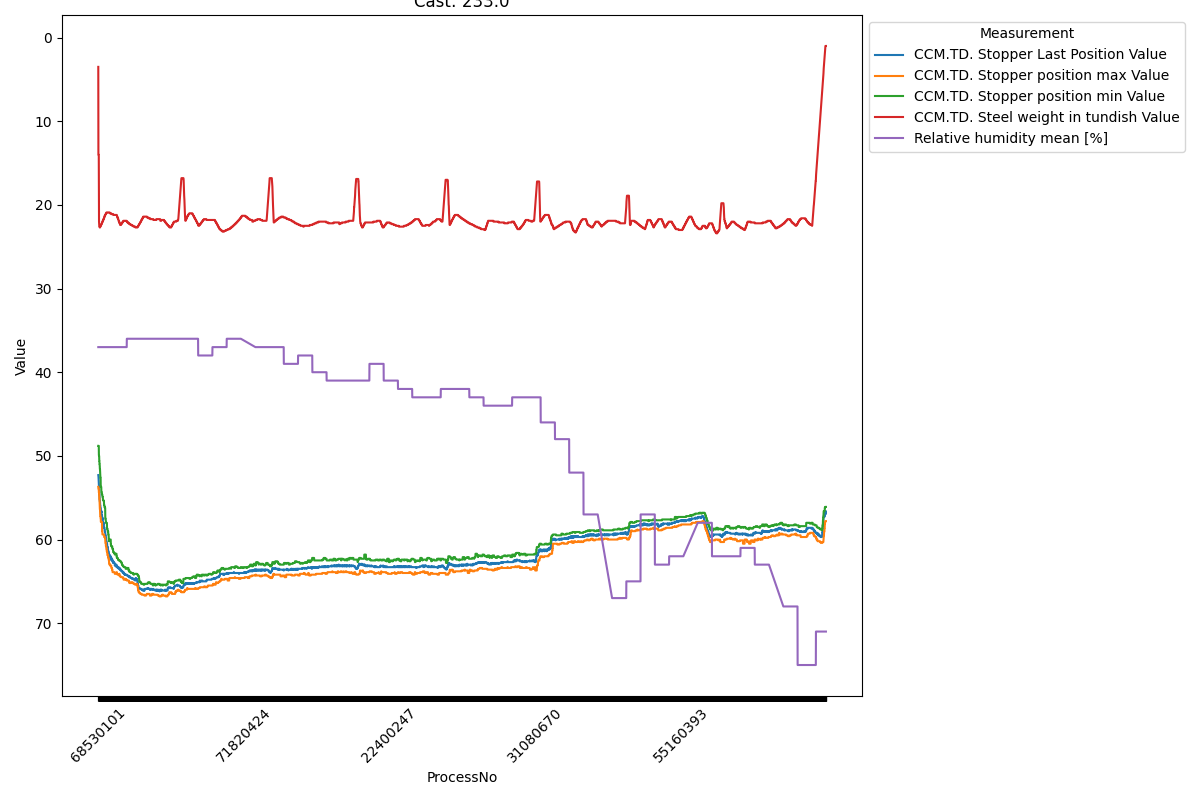 Cast: 233.0
Measurement
CCM.TD. Stopper Last Position Value
CCM.TD. Stopper position max Value
CCM.TD. Stopper position min Value
CCM.TD. Steel weight in tundish Value
Relative humidity mean [%]
Value
0
10
20
30
40
50
60
70
68530101
71820424
22400247
31080670
55160393
ProcessNo